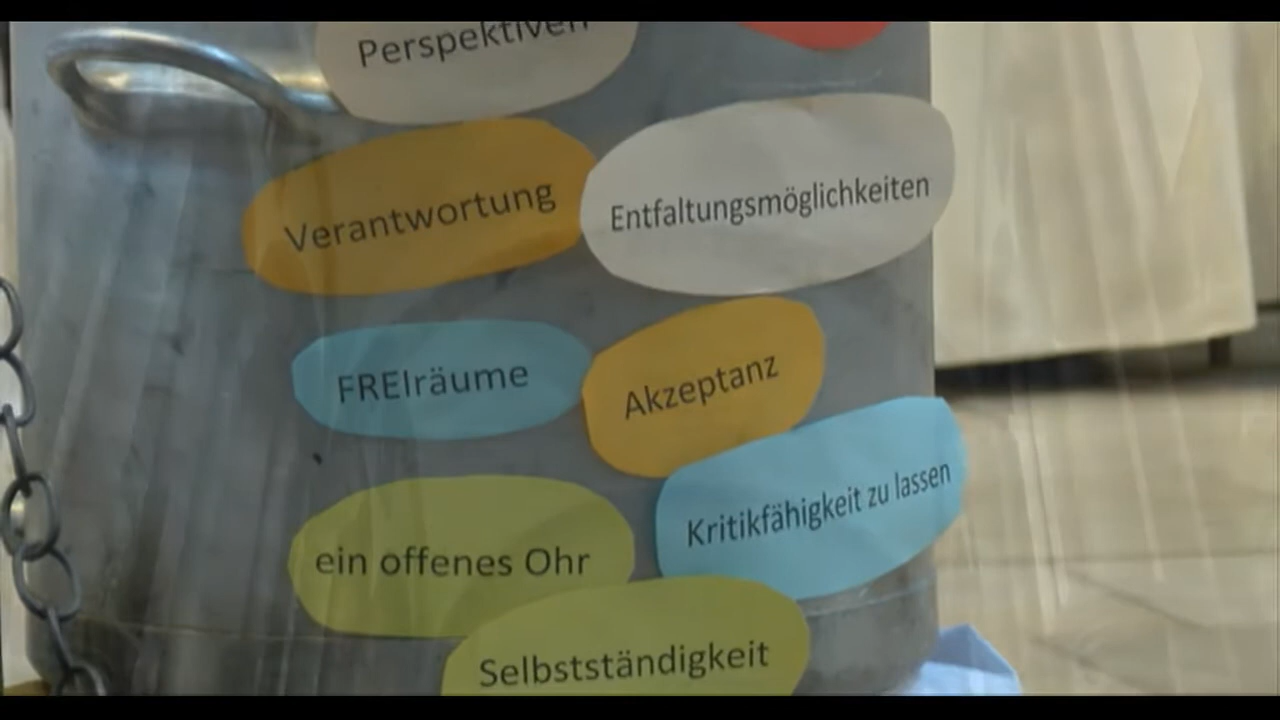 Perspektiven
Verantwortung
Entfaltungsmöglichkeiten
FREIräume
Akzeptanz
Kritikfähigkeit zu lassen
ein offenes Ohr
Selbstständigkeit